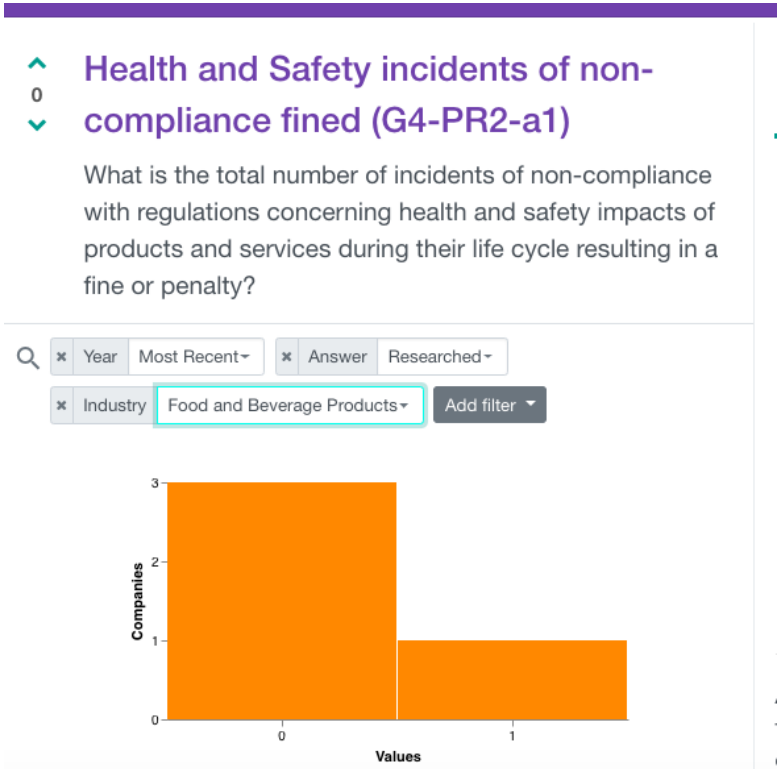 Health and Safety incidents of non-
0
compliance fined (G4-PR2-a1)
What is the total number of incidents of non-compliance
with regulations concerning health and safety impacts of
products and services during their life cycle resulting in a
fine or penalty?
× Year Most Recent × Answer Researched
× Industry Food and Beverage Products Add filter
3
2
Companies
1
0
0 1
Values